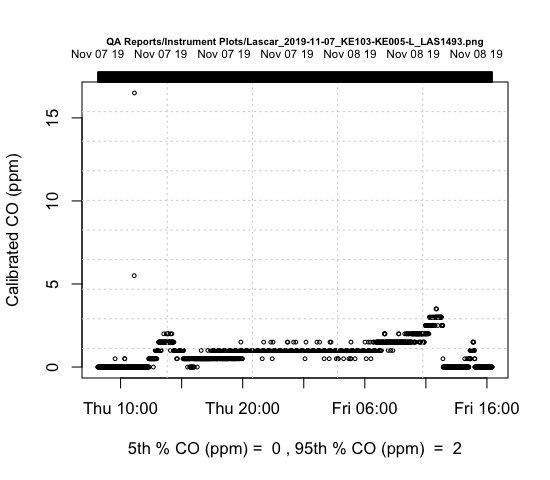 QA Reports/Instrument Plots/Lascar_2019-11-07_KE103-KE005-L_LAS1493.png
Nov 07 19 Nov 07 19 Nov 07 19 Nov 07 19 Nov 08 19 Nov 08 19 Nov 08 19
Calibrated CO (ppm)
15
10
5
0
Thu 10:00 Thu 20:00 Fri 06:00 Fri 16:00
5th % CO (ppm) = 0 , 95th % CO (ppm) = 2